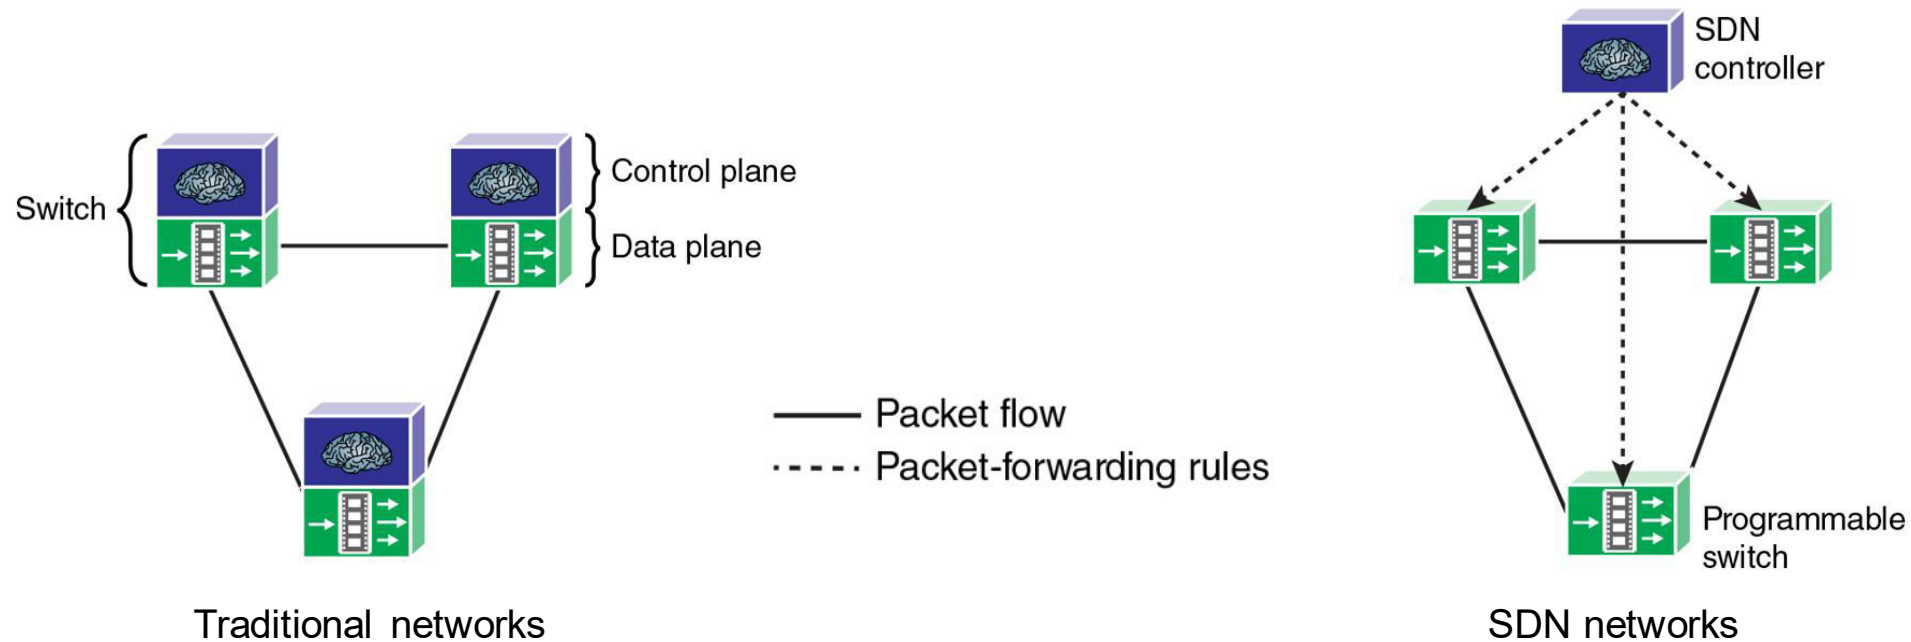 SDN
controller
Control plane
Switch
Data plane
Packet flow
Packet-forwarding rules
Programmable
switch
Traditional networks
SDN networks